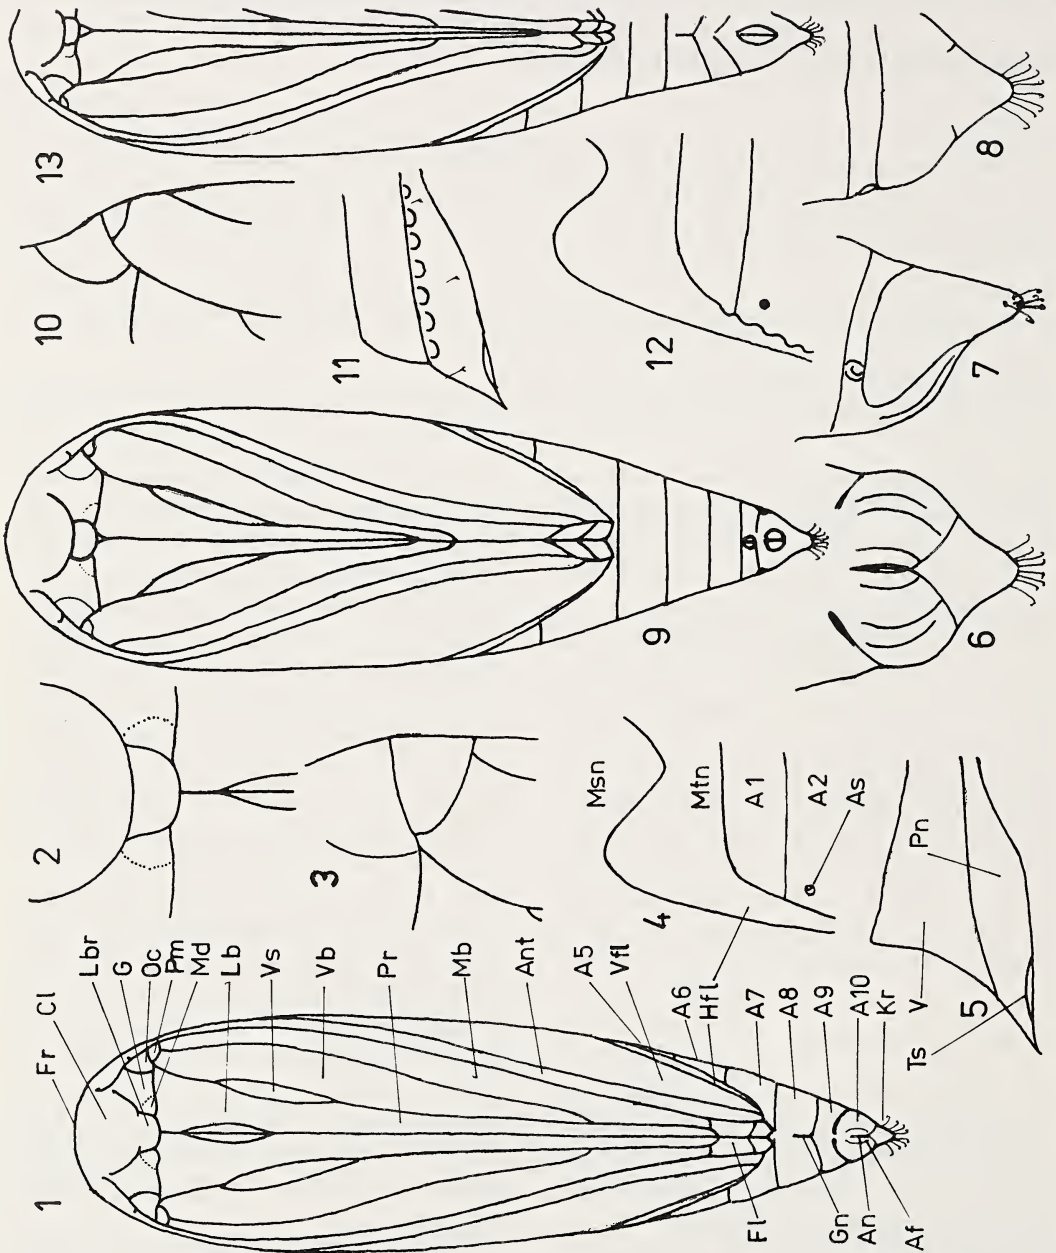 1
Fr
Cl
Lbr
G
Oc
Pm
Md
Lb
Vs
Vb
Pr
Mb
Ant
A5
Vfl
A6
Hfl
A7
A8
A9
A10
Kr
Fl
Gn
An
Af
2
3
4
Msn
Mtn
A1
A2
As
5
V
Pn
Ts
6
7
8
9
10
11
12
13